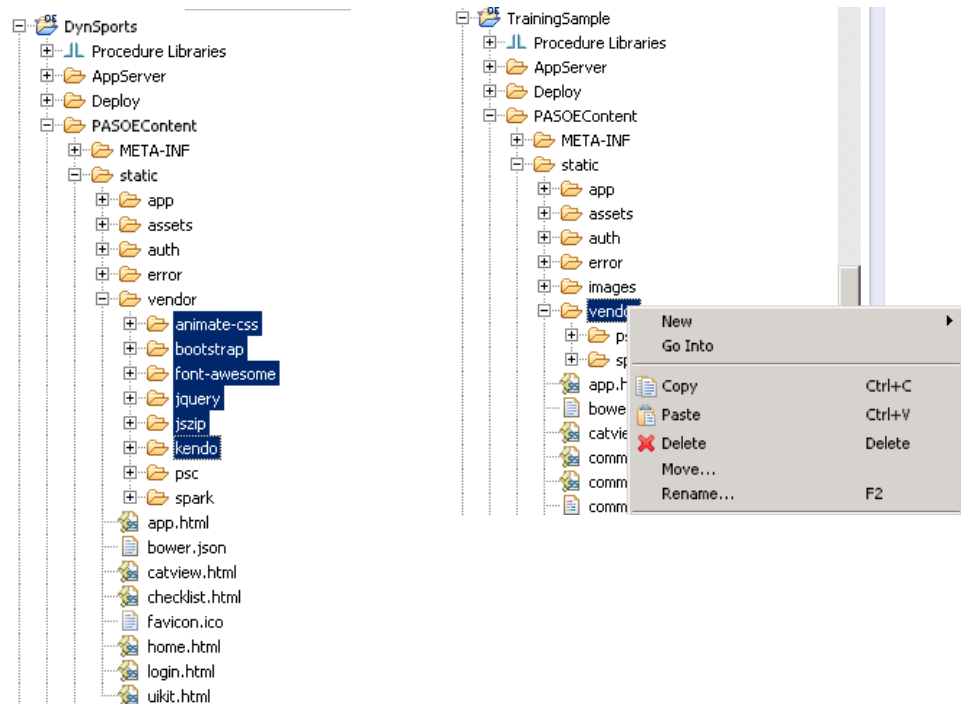 DynSports
Procedure Libraries
AppServer
Deploy
PASOEContent
META-INF
static
app
assets
auth
error
vendor
animate-css
bootstrap
font-awesome
jquery
jszip
kendo
psc
spark
app.html
bower.json
catview.html
checklist.html
favicon.ico
home.html
login.html
uikit.html
TrainingSample
Procedure Libraries
AppServer
Deploy
PASOEContent
META-INF
static
app
assets
auth
error
images
New
Go Into
Copy Ctrl+C
Paste Ctrl+V
Delete Delete
Move...
Rename... F2